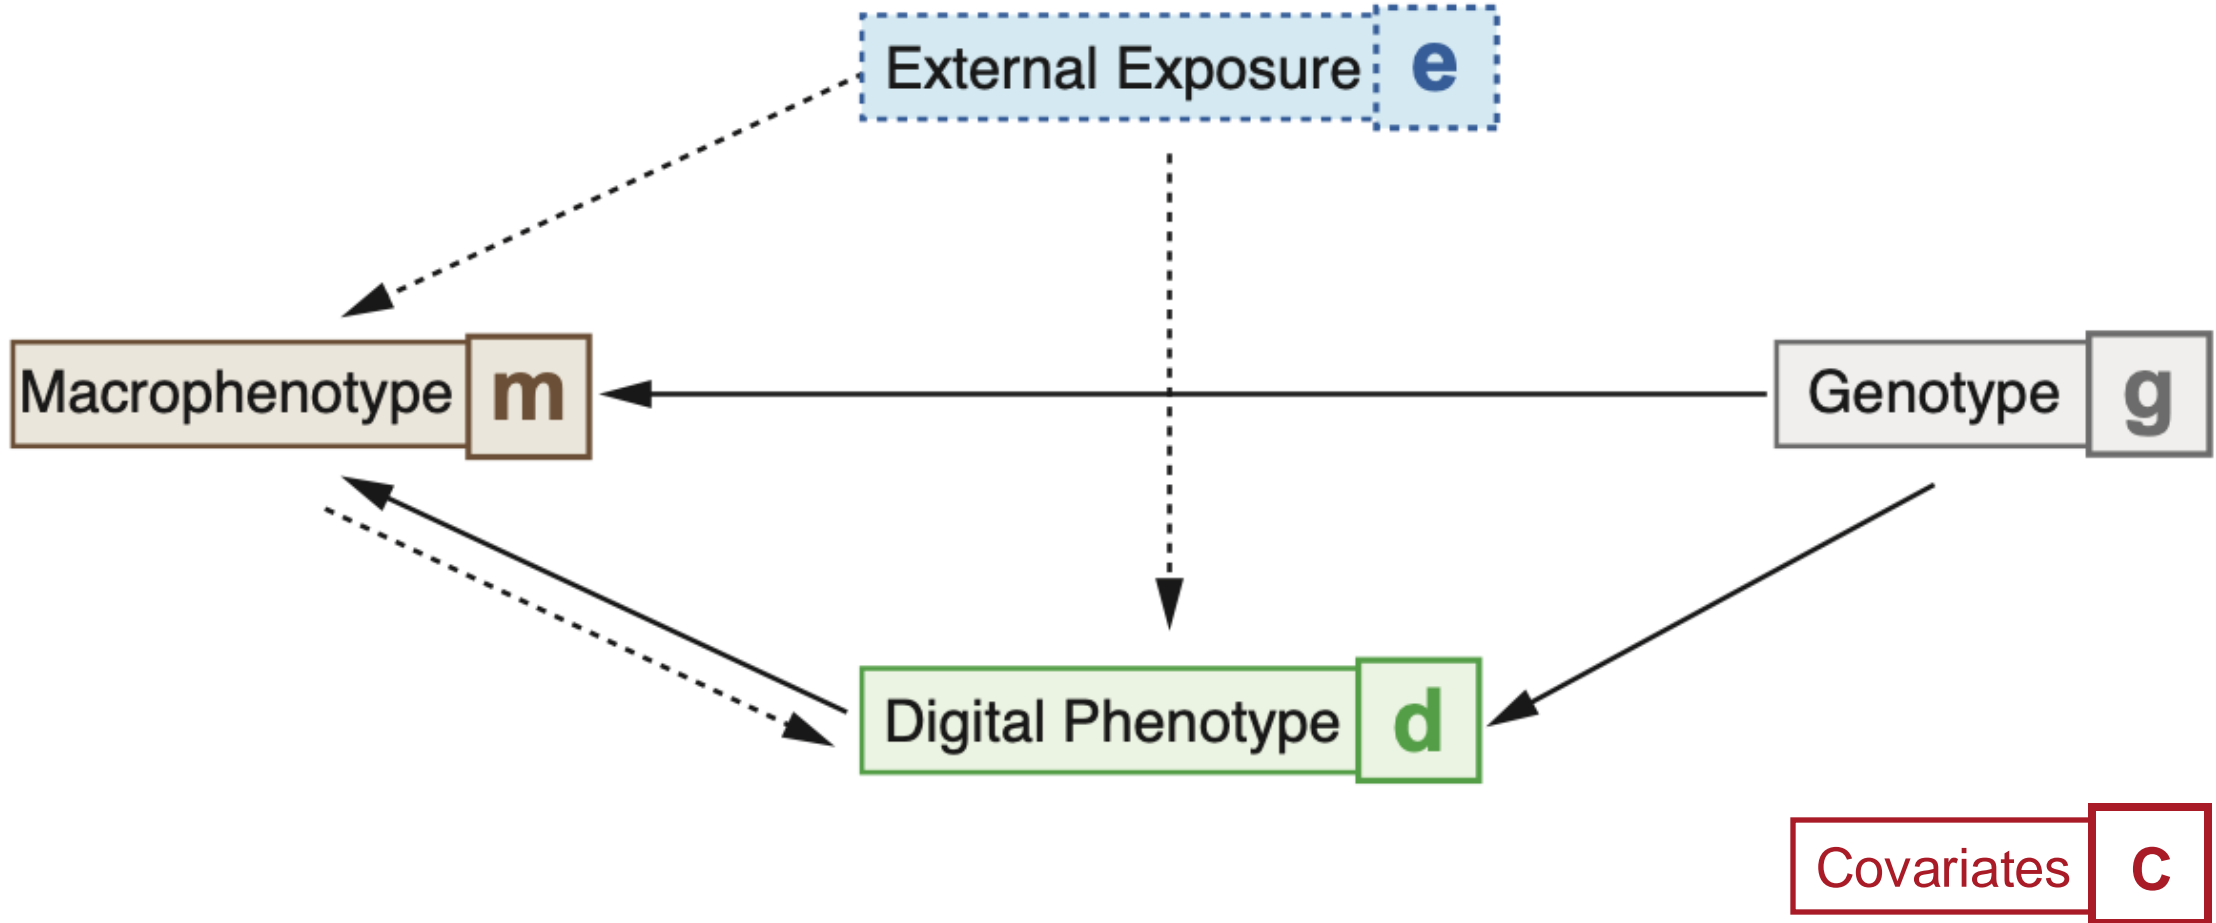 External Exposure e
Macrophenotype m
Genotype g
Digital Phenotype d
Covariates C